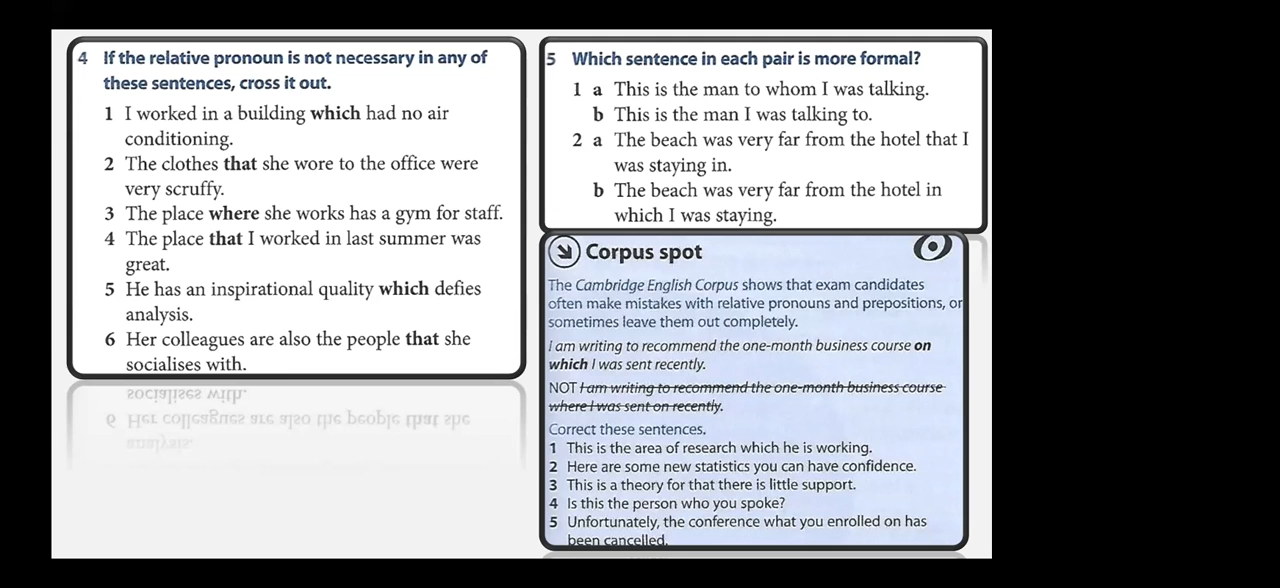 4 If the relative pronoun is not necessary in any of
these sentences, cross it out.
1 I worked in a building which had no air
conditioning.
2 The clothes that she wore to the office were
very scruffy.
3 The place where she works has a gym for staff.
4 The place that I worked in last summer was
great.
5 He has an inspirational quality which defies
analysis.
6 Her colleagues are also the people that she
socialises with.
5 Which sentence in each pair is more formal?
1 a This is the man to whom I was talking.
b This is the man I was talking to.
2 a The beach was very far from the hotel that I
was staying in.
b The beach was very far from the hotel in
which I was staying.
Corpus spot
The Cambridge English Corpus shows that exam candidates
often make mistakes with relative pronouns and prepositions, or
sometimes leave them out completely.
I am writing to recommend the one-month business course on
which I was sent recently.
NOT I am writing to recommend the one-month business course
where I was sent on recently.
Correct these sentences.
1 This is the area of research which he is working.
2 Here are some new statistics you can have confidence.
3 This is a theory for that there is little support.
4 Is this the person who you spoke?
5 Unfortunately, the conference what you enrolled on has
been cancelled.